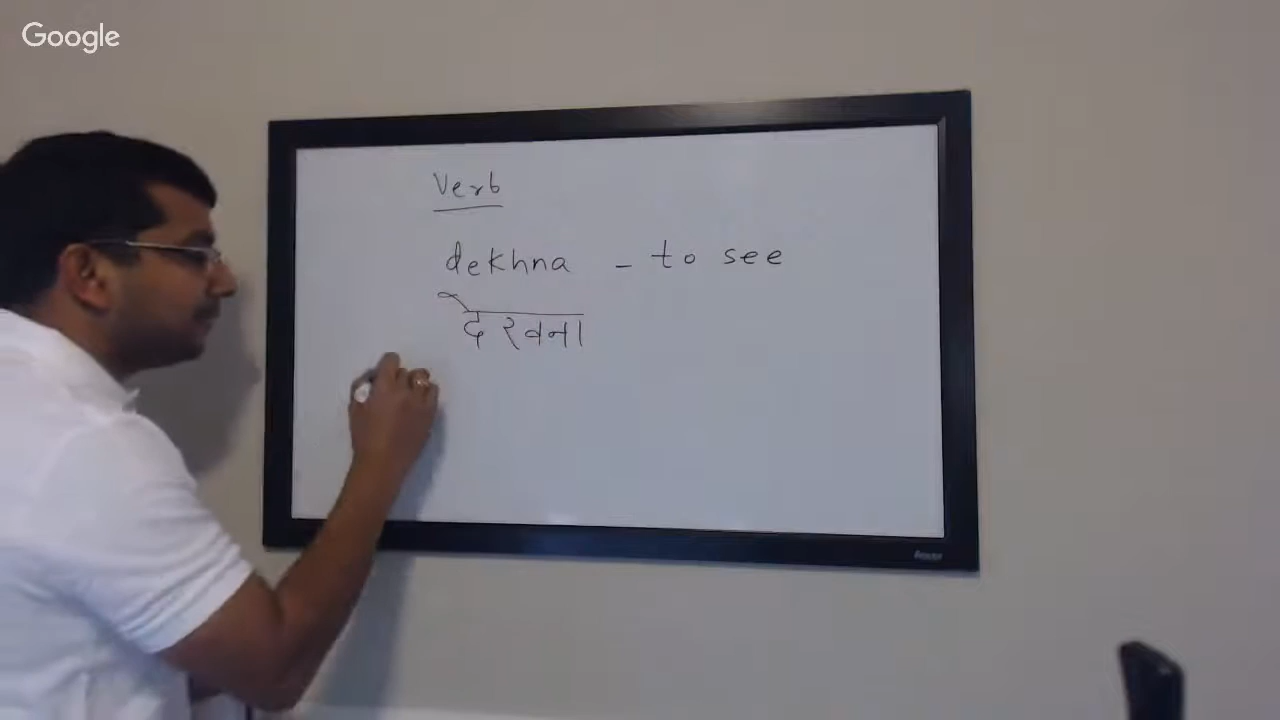 Google
Verb
dekhna - to see
देखना